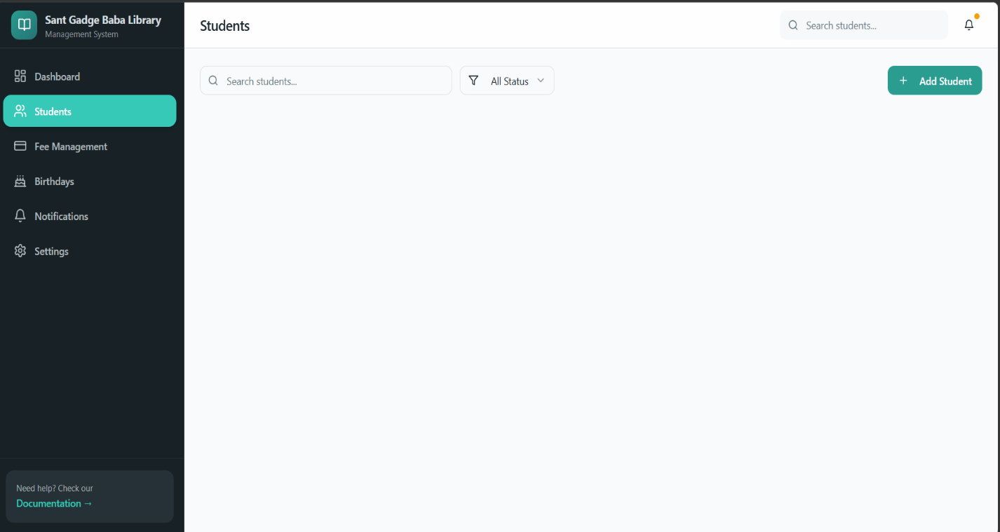 Sant Gadge Baba Library
Management System
Dashboard
Students
Fee Management
Birthdays
Notifications
Settings
Need help? Check our
Documentation →
Students
Search students...
Search students...
All Status
+ Add Student